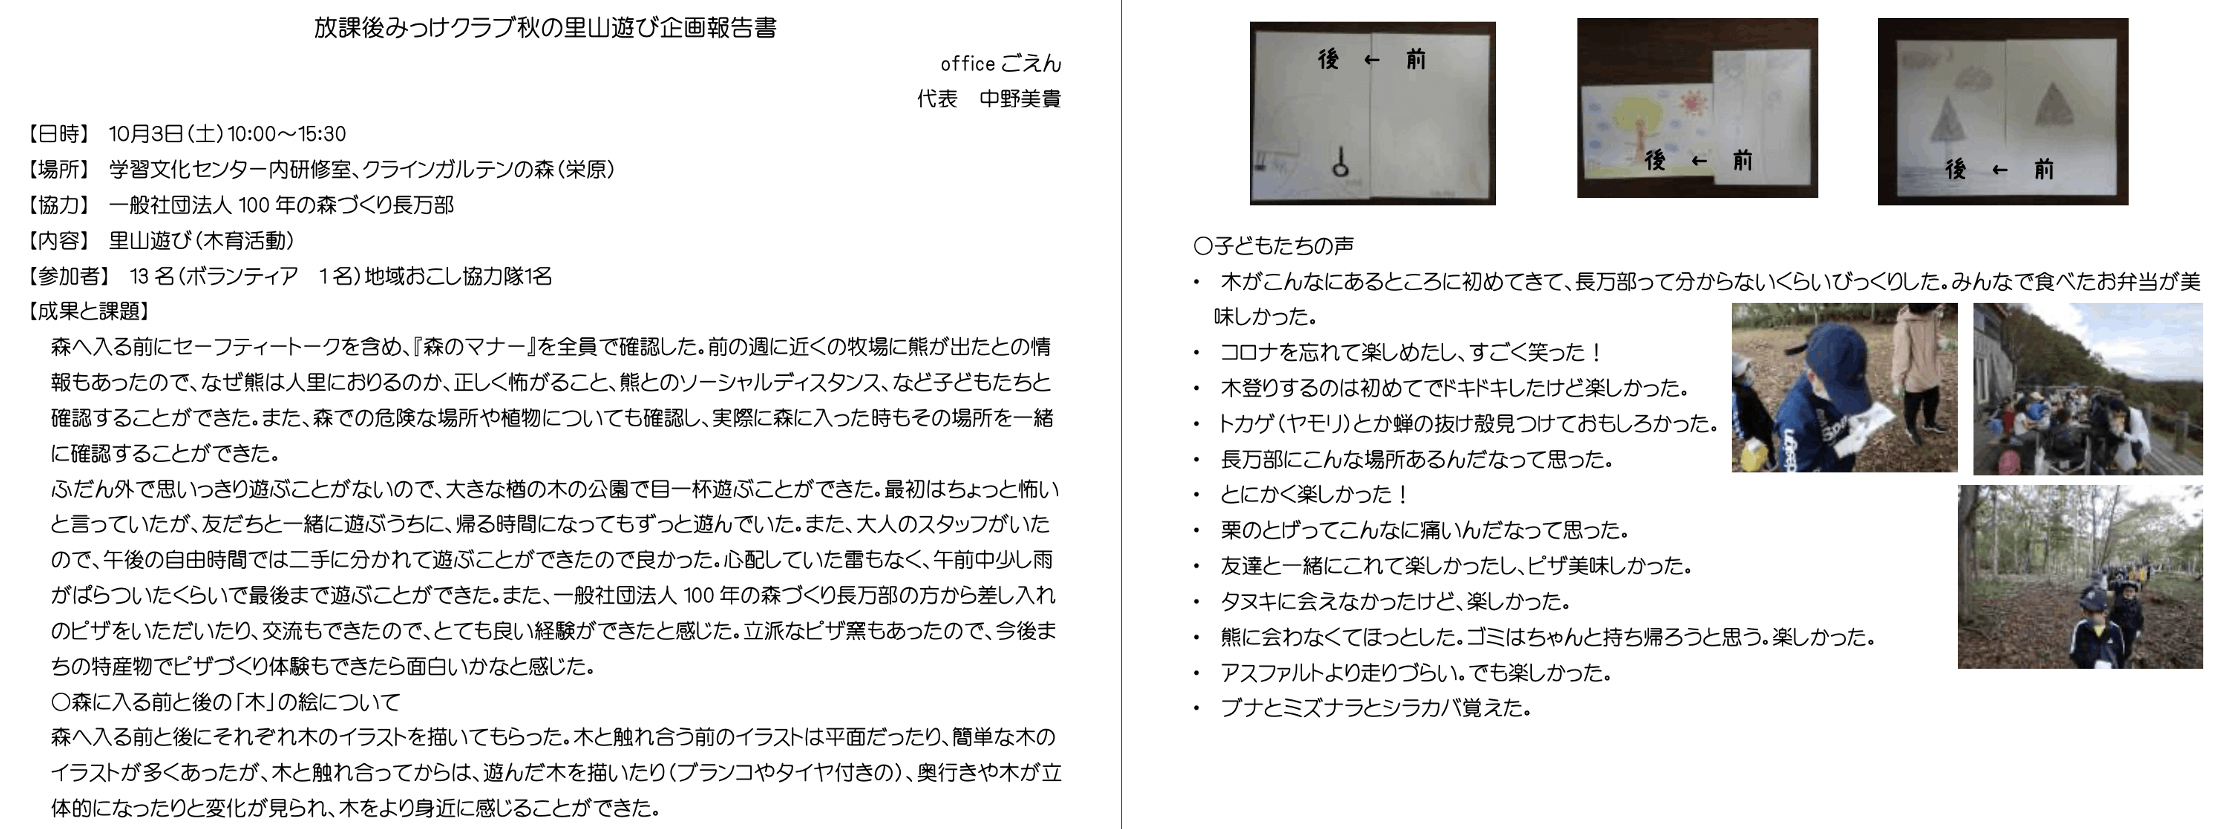 放課後みっけクラブ秋の里山遊び企画報告書
office ごえん
代表　中野美貴
【日時】　10月3日(土)10:00～15:30
【場所】　学習文化センター内研修室、クラインガルテンの森(栄原)
【協力】　一般社団法人 100 年の森づくり長万部
【内容】　里山遊び(木育活動)
【参加者】　13 名(ボランティア　1 名)地域おこし協力隊1名
【成果と課題】
森へ入る前にセーフティートークを含め、『森のマナー』を全員で確認した。前の週に近くの牧場に熊が出たとの情
報もあったので、なぜ熊は人里におりるのか、正しく怖がること、熊とのソーシャルディスタンス、など子どもたちと
確認することができた。また、森での危険な場所や植物についても確認し、実際に森に入った時もその場所を一緒
に確認することができた。
ふだん外で思いっきり遊ぶことがないので、大きな楢の木の公園で目一杯遊ぶことができた。最初はちょっと怖い
と言っていたが、友だちと一緒に遊ぶうちに、帰る時間になってもずっと遊んでいた。また、大人のスタッフがいた
ので、午後の自由時間では二手に分かれて遊ぶことができたので良かった。心配していた雷もなく、午前中少し雨
がぱらついたくらいで最後まで遊ぶことができた。また、一般社団法人 100 年の森づくり長万部の方から差し入れ
のピザをいただいたり、交流もできたので、とても良い経験ができたと感じた。立派なピザ窯もあったので、今後ま
ちの特産物でピザづくり体験もできたら面白いかなと感じた。
○森に入る前と後の「木」の絵について
森へ入る前と後にそれぞれ木のイラストを描いてもらった。木と触れ合う前のイラストは平面だったり、簡単な木の
イラストが多くあったが、木と触れ合ってからは、遊んだ木を描いたり(ブランコやタイヤ付きの)、奥行きや木が立
体的になったりと変化が見られ、木をより身近に感じることができた。
後　←　前
後　←　前
後　←　前
○子どもたちの声
・　木がこんなにあるところに初めてきて、長万部って分からないくらいびっくりした。みんなで食べたお弁当が美
味しかった。
・　コロナを忘れて楽しめたし、すごく笑った！
・　木登りするのは初めてでドキドキしたけど楽しかった。
・　トカゲ(ヤモリ)とか蝉の抜け殻見つけておもしろかった。
・　長万部にこんな場所あるんだなって思った。
・　とにかく楽しかった！
・　栗のとげってこんなに痛いんだなって思った。
・　友達と一緒にこれて楽しかったし、ピザ美味しかった。
・　タヌキに会えなかったけど、楽しかった。
・　熊に会わなくてほっとした。ゴミはちゃんと持ち帰ろうと思う。楽しかった。
・　アスファルトより走りづらい。でも楽しかった。
・　ブナとミズナラとシラカバ覚えた。